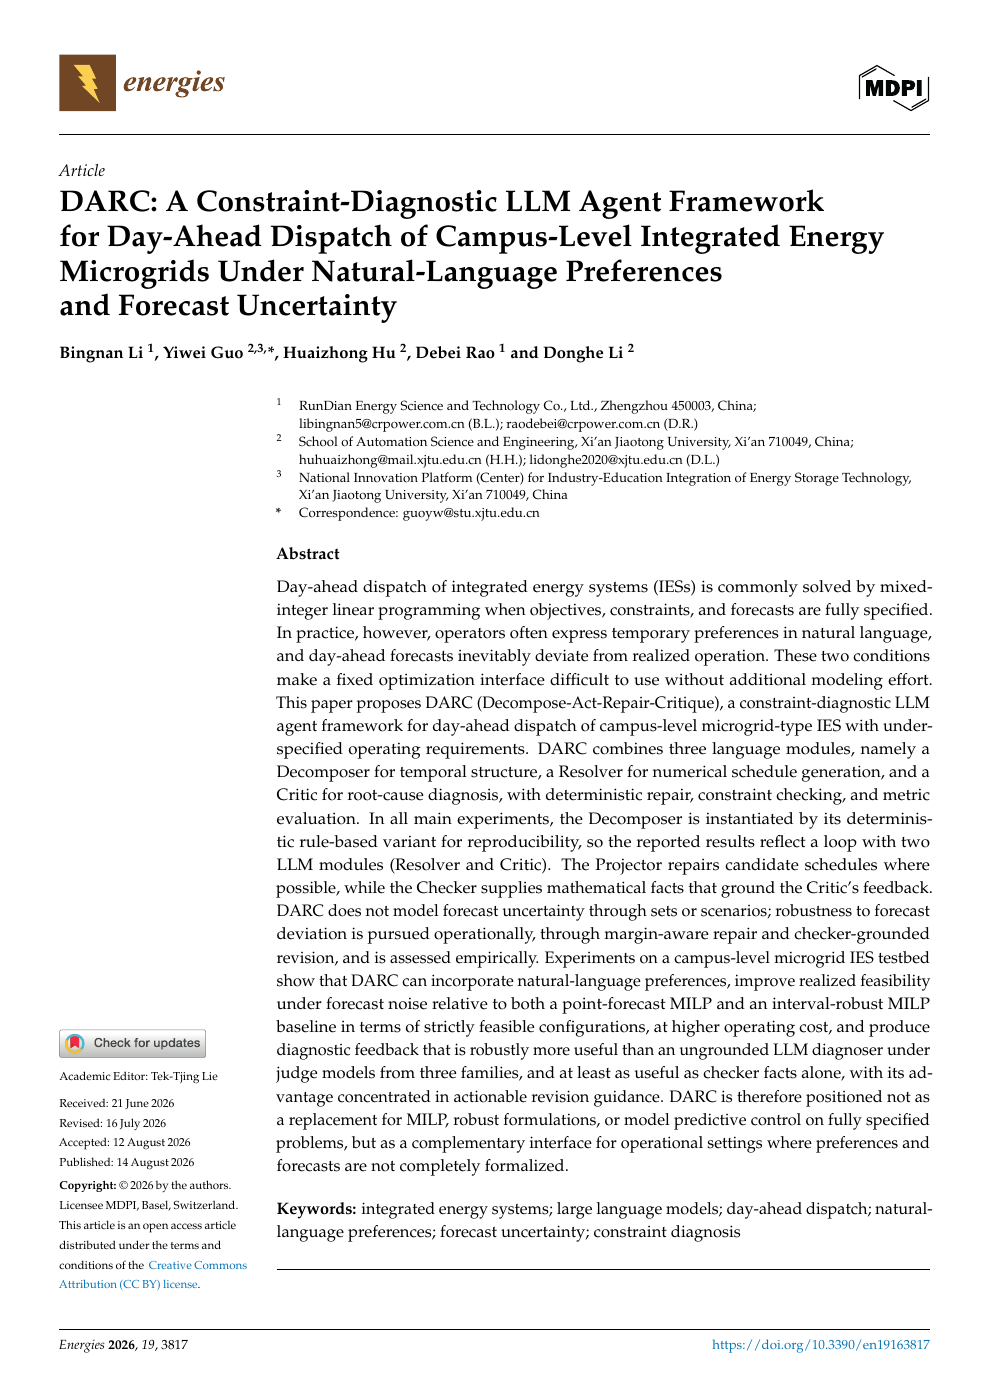 energies
MDPI
Article
DARC: A Constraint-Diagnostic LLM Agent Framework
for Day-Ahead Dispatch of Campus-Level Integrated Energy
Microgrids Under Natural-Language Preferences
and Forecast Uncertainty
Bingnan Li 1, Yiwei Guo 2,3,*, Huaizhong Hu 2, Debei Rao 1 and Donghe Li 2
1 RunDian Energy Science and Technology Co., Ltd., Zhengzhou 450003, China;
libingnan5@crpower.com.cn (B.L.); raodebei@crpower.com.cn (D.R.)
2 School of Automation Science and Engineering, Xi'an Jiaotong University, Xi'an 710049, China;
huhuaizhong@mail.xjtu.edu.cn (H.H.); lidonghe2020@xjtu.edu.cn (D.L.)
3 National Innovation Platform (Center) for Industry-Education Integration of Energy Storage Technology,
Xi'an Jiaotong University, Xi'an 710049, China
* Correspondence: guoyw@stu.xjtu.edu.cn
Abstract
Day-ahead dispatch of integrated energy systems (IESs) is commonly solved by mixed-
integer linear programming when objectives, constraints, and forecasts are fully specified.
In practice, however, operators often express temporary preferences in natural language,
and day-ahead forecasts inevitably deviate from realized operation. These two conditions
make a fixed optimization interface difficult to use without additional modeling effort.
This paper proposes DARC (Decompose-Act-Repair-Critique), a constraint-diagnostic LLM
agent framework for day-ahead dispatch of campus-level microgrid-type IES with under-
specified operating requirements. DARC combines three language modules, namely a
Decomposer for temporal structure, a Resolver for numerical schedule generation, and a
Critic for root-cause diagnosis, with deterministic repair, constraint checking, and metric
evaluation. In all main experiments, the Decomposer is instantiated by its determinis-
tic rule-based variant for reproducibility, so the reported results reflect a loop with two
LLM modules (Resolver and Critic). The Projector repairs candidate schedules where
possible, while the Checker supplies mathematical facts that ground the Critic's feedback.
DARC does not model forecast uncertainty through sets or scenarios; robustness to forecast
deviation is pursued operationally, through margin-aware repair and checker-grounded
revision, and is assessed empirically. Experiments on a campus-level microgrid IES testbed
show that DARC can incorporate natural-language preferences, improve realized feasibility
under forecast noise relative to both a point-forecast MILP and an interval-robust MILP
baseline in terms of strictly feasible configurations, at higher operating cost, and produce
diagnostic feedback that is robustly more useful than an ungrounded LLM diagnoser under
judge models from three families, and at least as useful as checker facts alone, with its ad-
vantage concentrated in actionable revision guidance. DARC is therefore positioned not as
a replacement for MILP, robust formulations, or model predictive control on fully specified
problems, but as a complementary interface for operational settings where preferences and
forecasts are not completely formalized.
Keywords: integrated energy systems; large language models; day-ahead dispatch; natural-
language preferences; forecast uncertainty; constraint diagnosis
Check for updates
Academic Editor: Tek-Tjing Lie
Received: 21 June 2026
Revised: 16 July 2026
Accepted: 12 August 2026
Published: 14 August 2026
Copyright: © 2026 by the authors.
Licensee MDPI, Basel, Switzerland.
This article is an open access article
distributed under the terms and
conditions of the Creative Commons
Attribution (CC BY) license.
Energies 2026, 19, 3817
https://doi.org/10.3390/en19163817